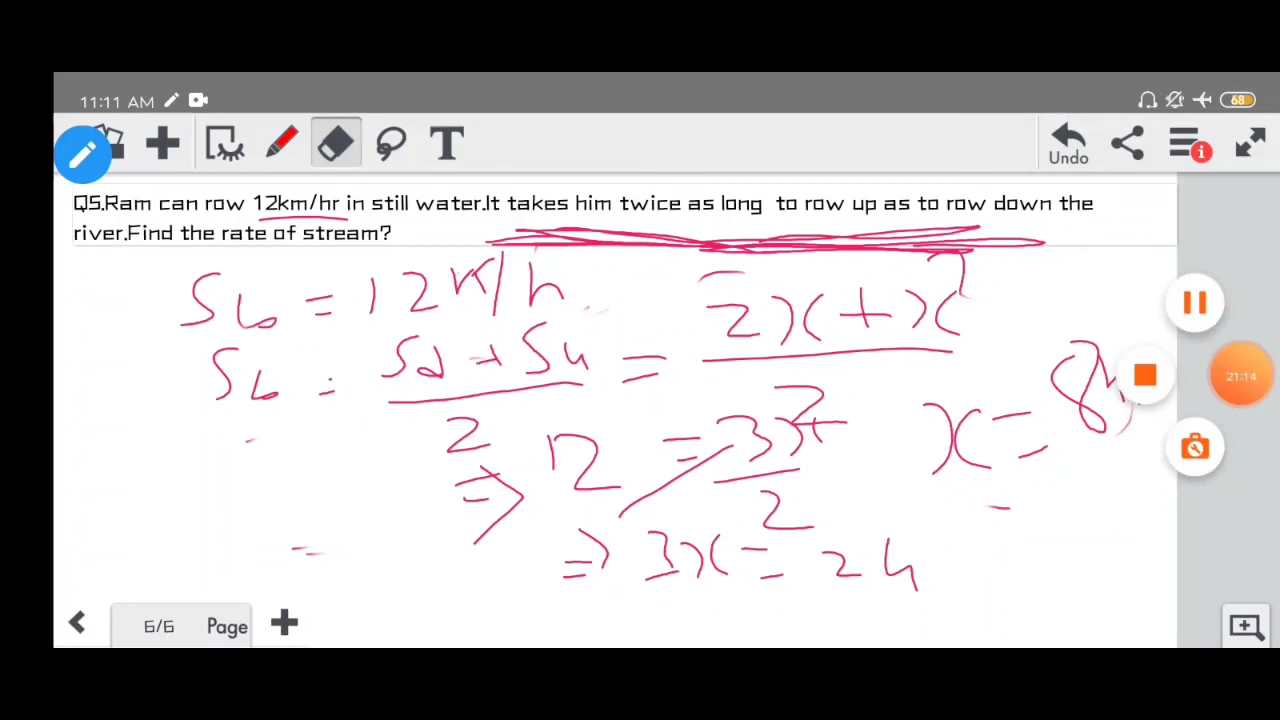 11:11 AM
68
T
Undo
i
Q5.Ram can row 12km/hr in still water.It takes him twice as long to row up as to row down the
river.Find the rate of stream?
Sb = 12K/h
Sb = Sd + Su / 2 = 2x + x / 2
x = 8
21:14
=> 12 = 3x / 2
=> 3x = 24
6/6 Page